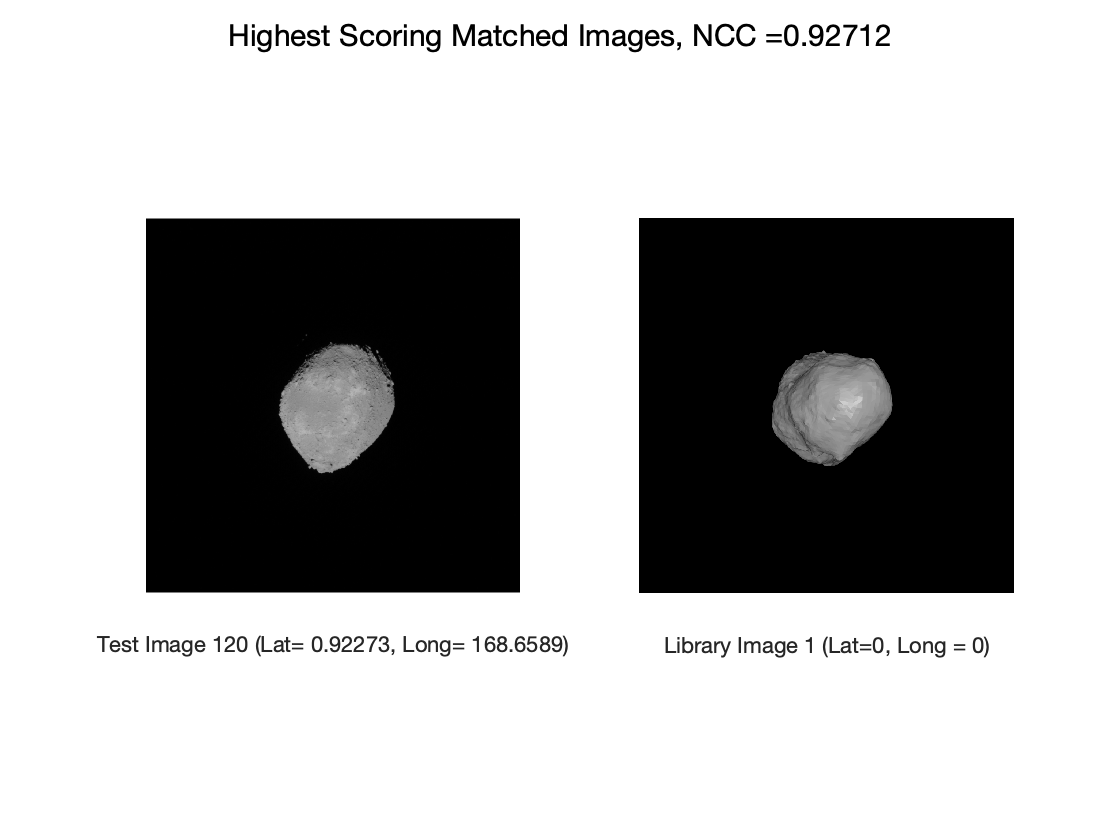 Highest Scoring Matched Images, NCC =0.92712
Test Image 120 (Lat= 0.92273, Long= 168.6589)
Library Image 1 (Lat=0, Long = 0)